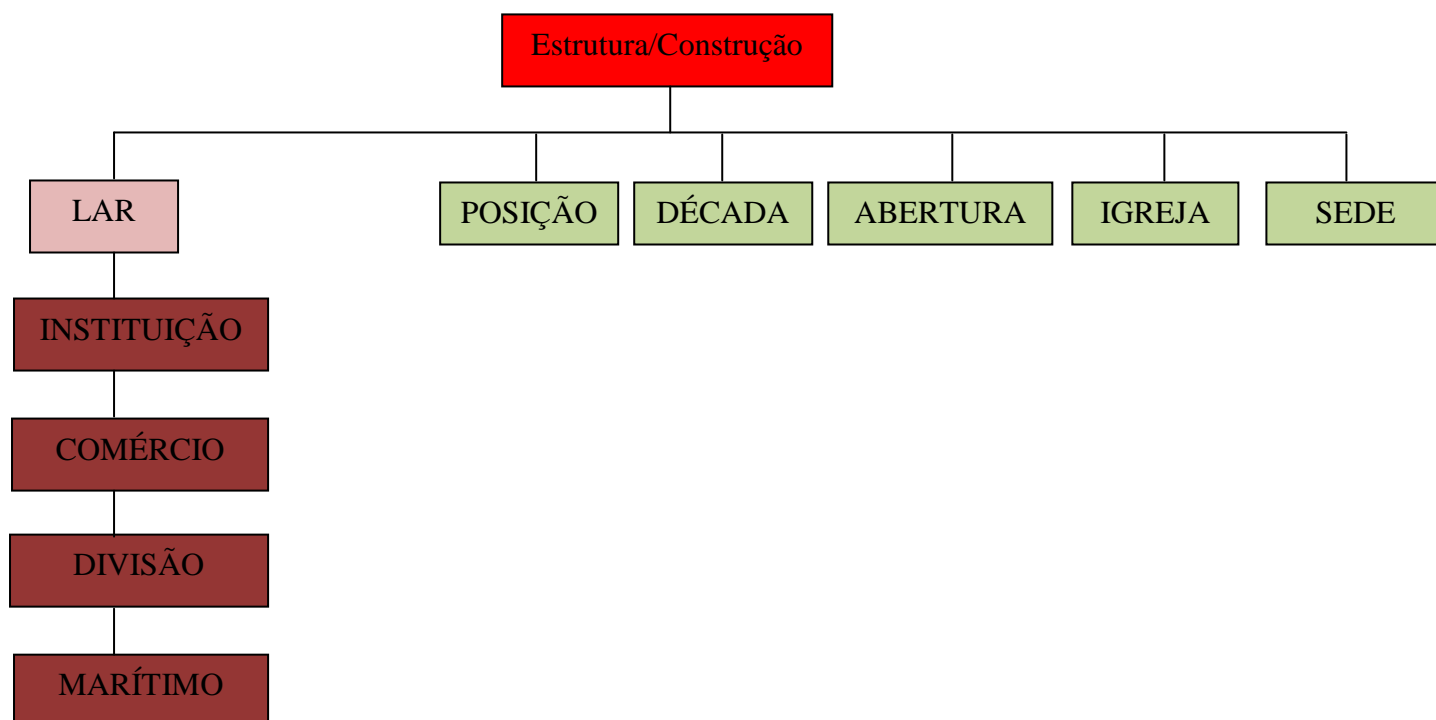 Estrutura/Construção
LAR
POSIÇÃO
DÉCADA
ABERTURA
IGREJA
SEDE
INSTITUIÇÃO
COMÉRCIO
DIVISÃO
MARÍTIMO